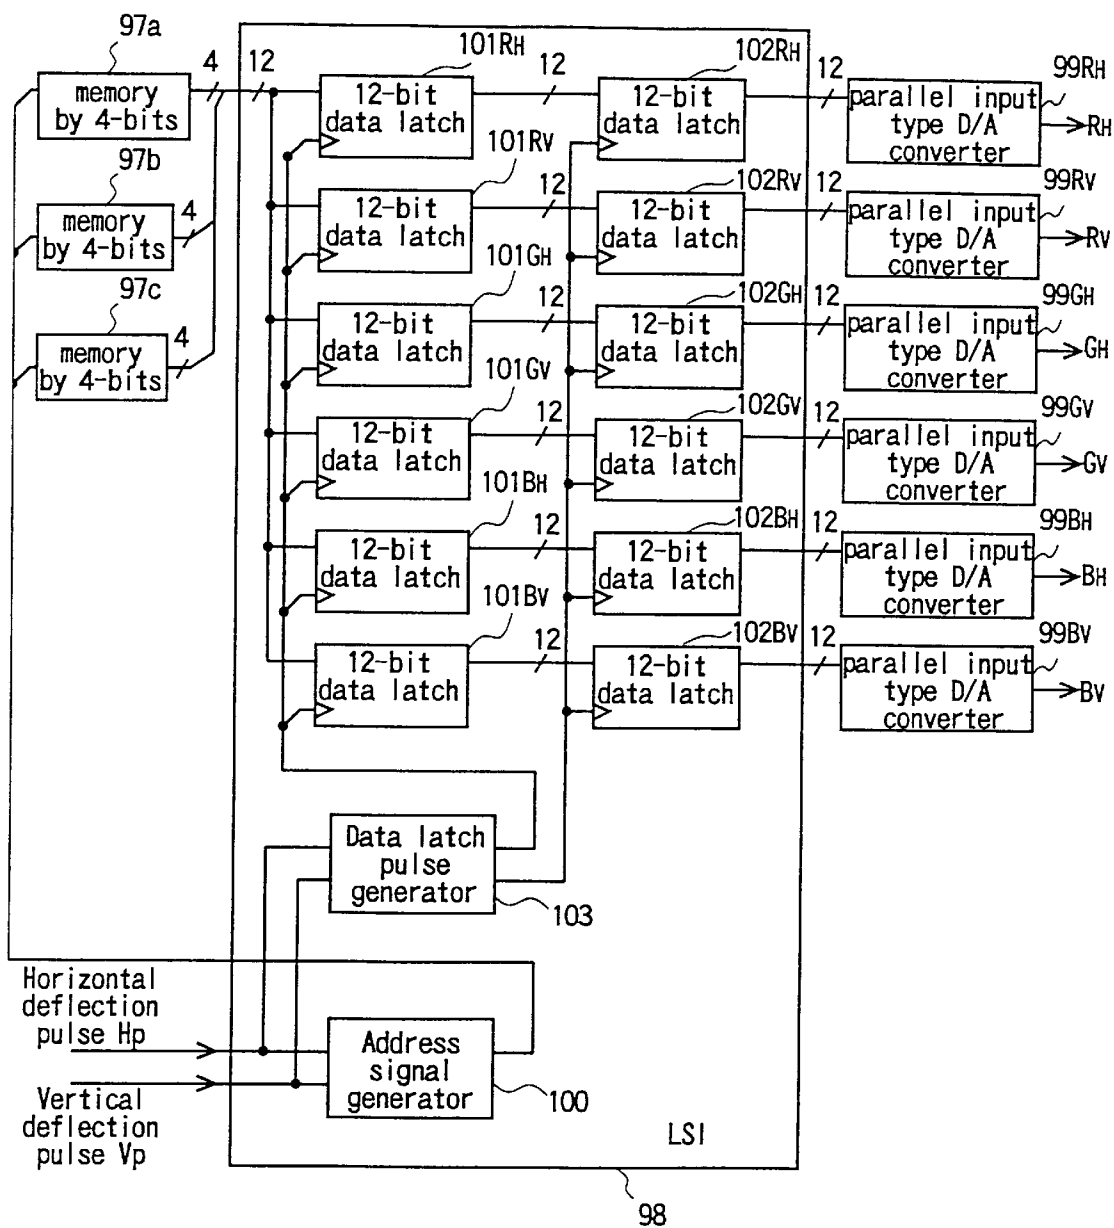 97a
memory
by 4-bits
4
12
97b
memory
by 4-bits
4
97c
memory
by 4-bits
4
101RH
12-bit
data latch
12
102RH
12-bit
data latch
12
99RH
parallel input
type D/A
converter
RH
101RV
12-bit
data latch
12
102RV
12-bit
data latch
12
99RV
parallel input
type D/A
converter
RV
101GH
12-bit
data latch
12
102GH
12-bit
data latch
12
99GH
parallel input
type D/A
converter
GH
101GV
12-bit
data latch
12
102GV
12-bit
data latch
12
99GV
parallel input
type D/A
converter
GV
101BH
12-bit
data latch
12
102BH
12-bit
data latch
12
99BH
parallel input
type D/A
converter
BH
101BV
12-bit
data latch
12
102BV
12-bit
data latch
12
99BV
parallel input
type D/A
converter
BV
Data latch
pulse
generator
103
Horizontal
deflection
pulse Hp
Address
signal
generator
100
Vertical
deflection
pulse Vp
LSI
98